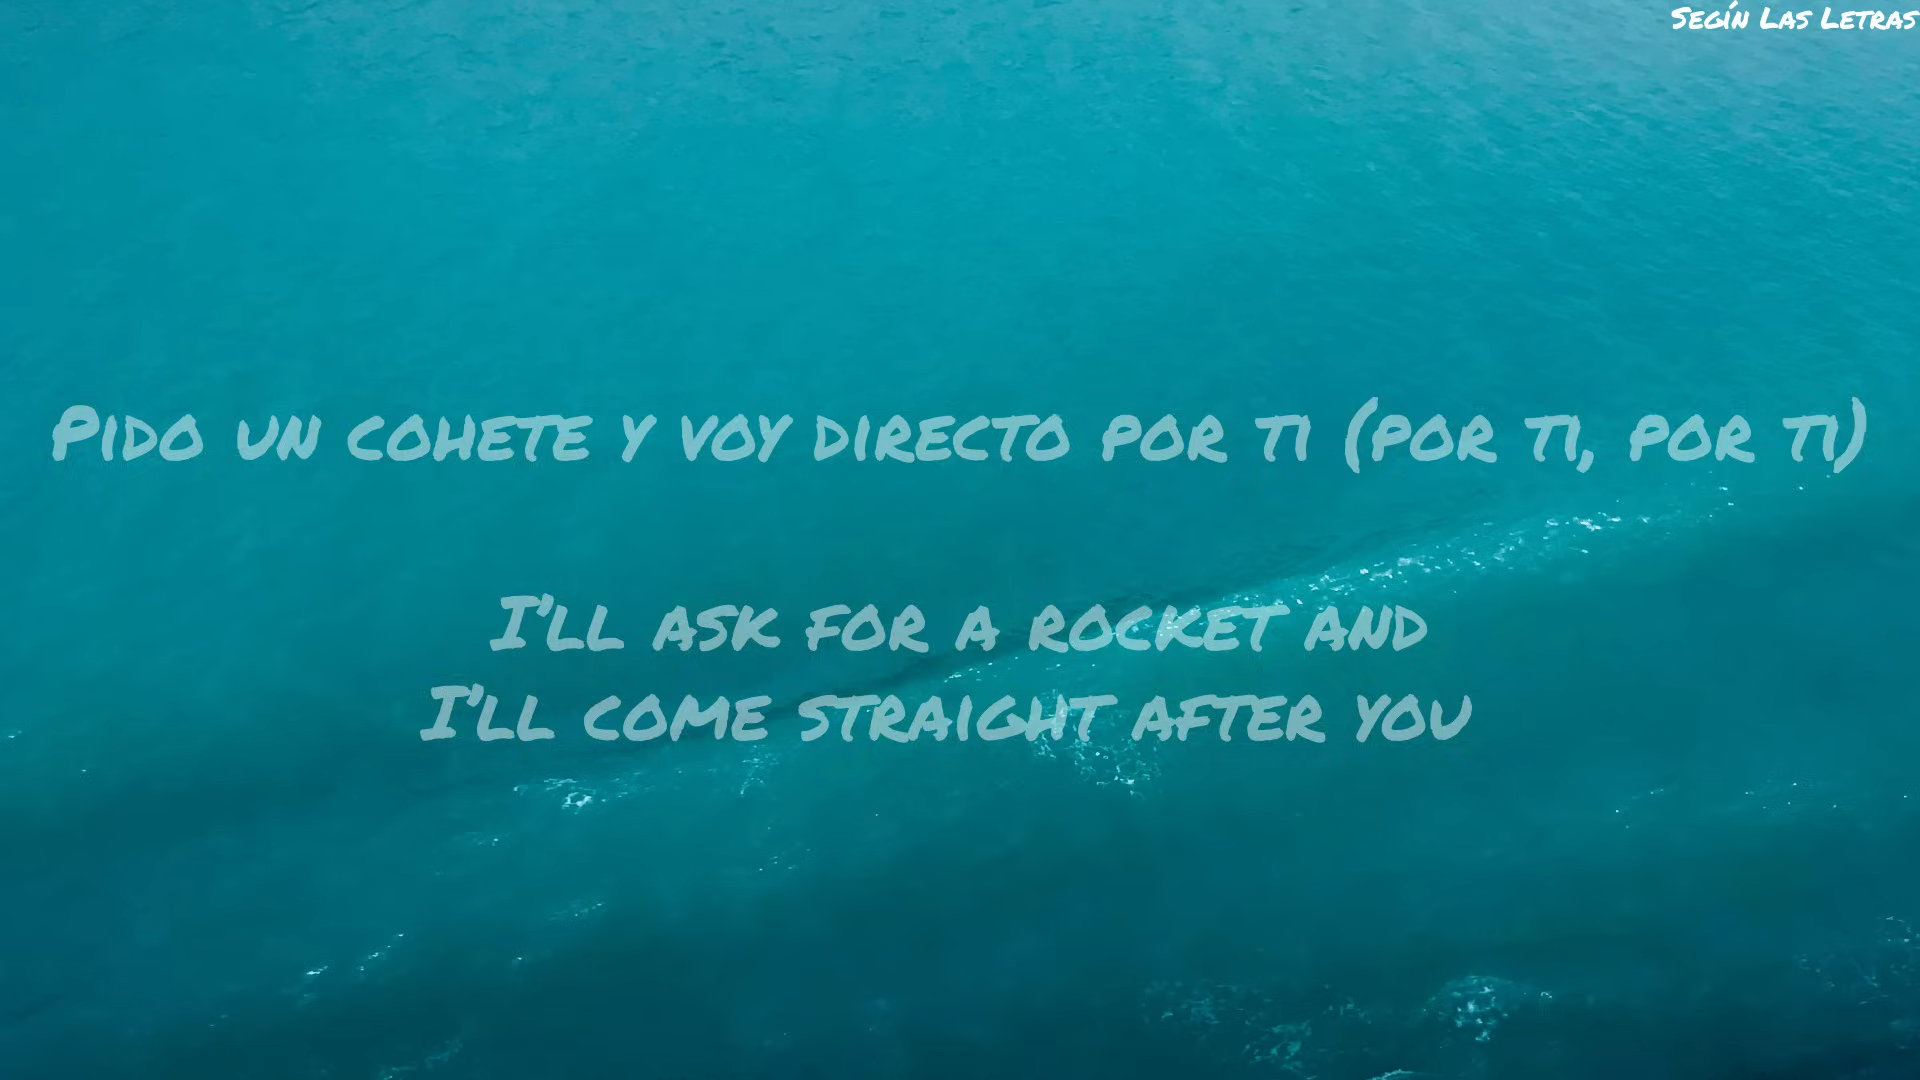 Segín Las Letras
Pido un cohete y voy directo por ti (por ti, por ti)
I'll ask for a rocket and
I'll come straight after you